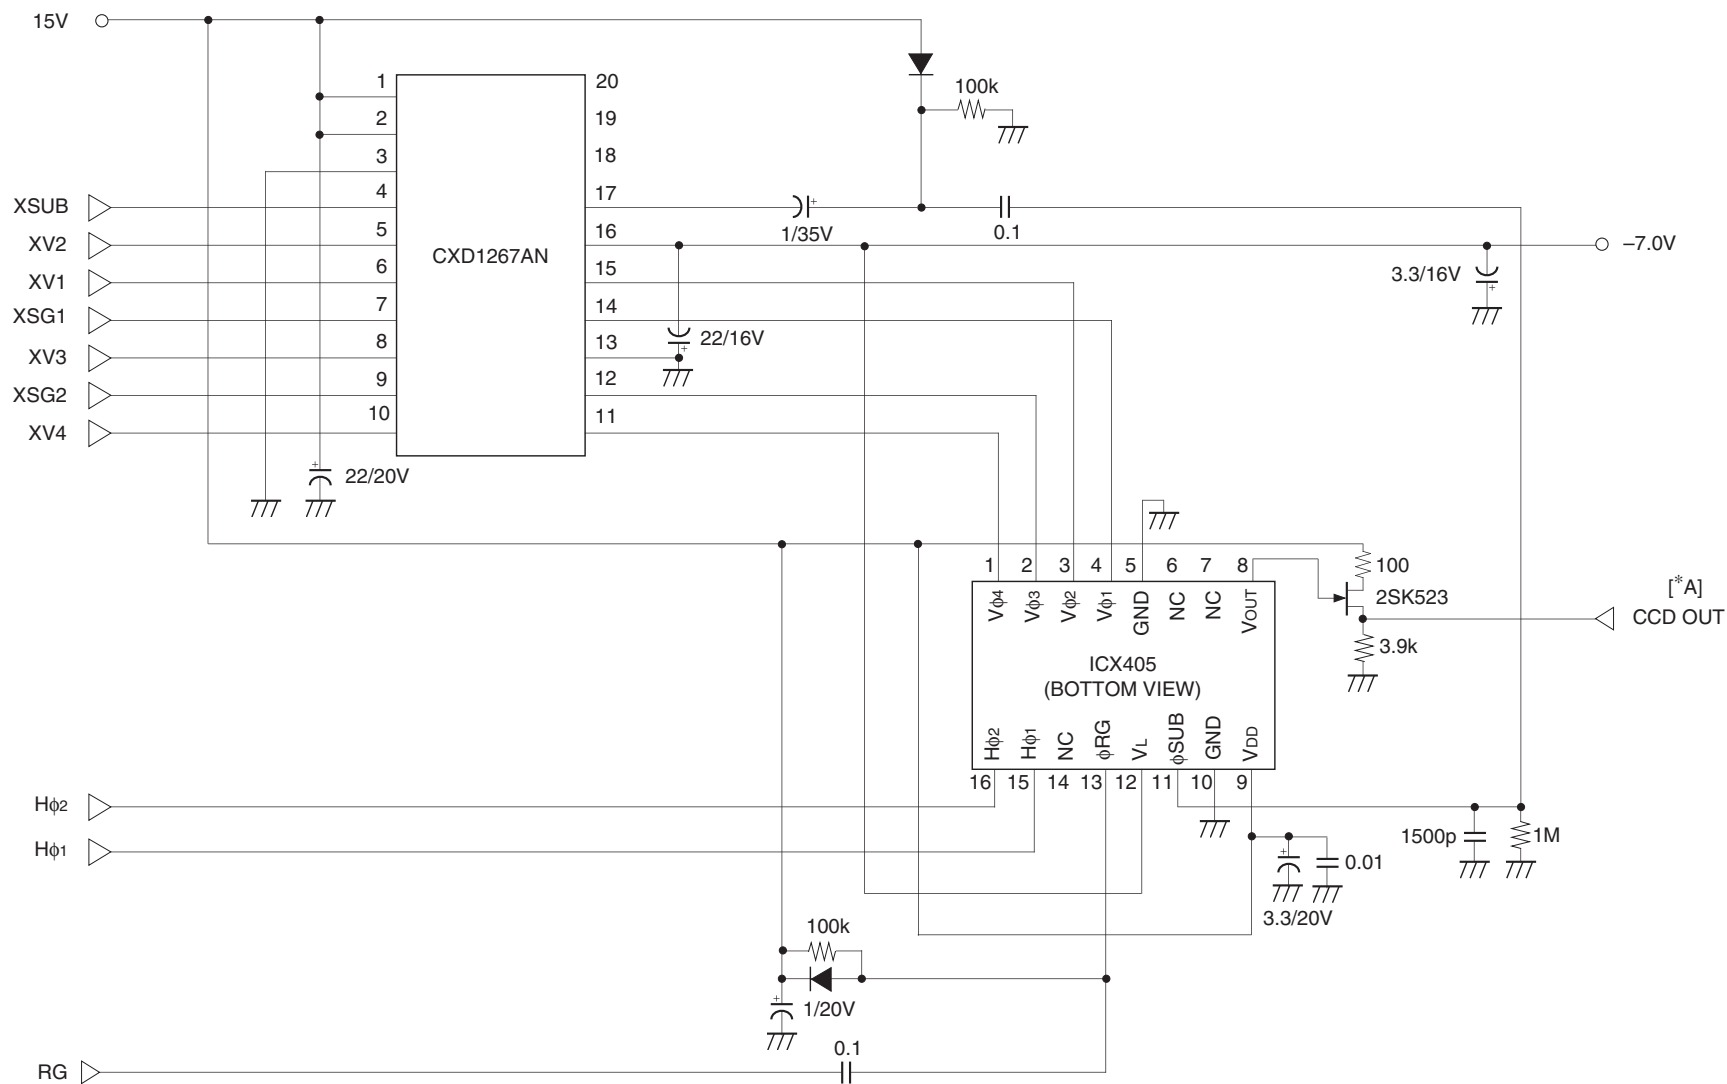 15V
1
2
3
4
5
6
7
8
9
10
20
19
18
17
16
15
14
13
12
11
CXD1267AN
XSUB
XV2
XV1
XSG1
XV3
XSG2
XV4
22/20V
100k
+
1/35V
0.1
–7.0V
3.3/16V
+
22/16V
+
+
1 2 3 4 5 6 7 8
Vϕ4 Vϕ3 Vϕ2 Vϕ1 GND NC NC VOUT
ICX405
(BOTTOM VIEW)
Hϕ2 Hϕ1 NC ϕRG VL ϕSUB GND VDD
16 15 14 13 12 11 10 9
100
2SK523
[*A]
CCD OUT
3.9k
Hϕ2
Hϕ1
1500p
1M
+
0.01
3.3/20V
100k
+
1/20V
0.1
RG